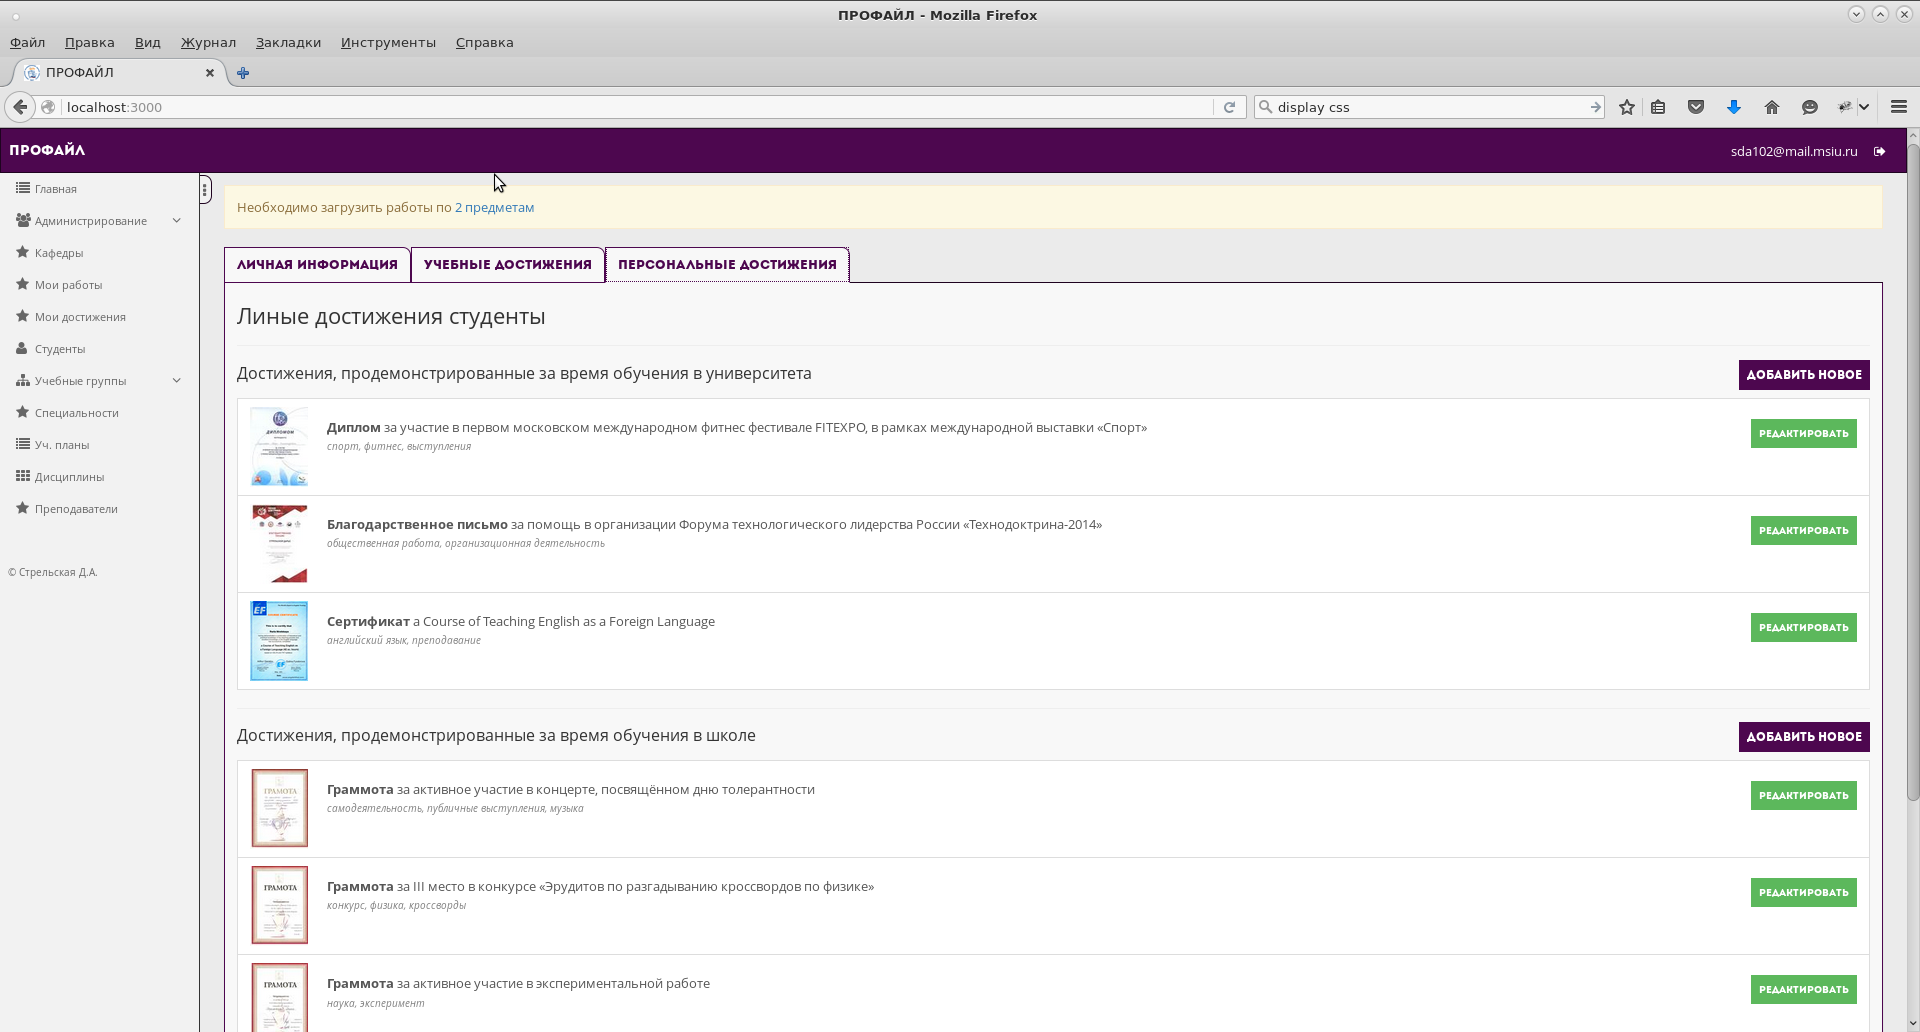 ПРОФАЙЛ - Mozilla Firefox
Файл Правка Вид Журнал Закладки Инструменты Справка
ПРОФАЙЛ
localhost:3000
display css
ПРОФАЙЛ
sda102@mail.msiu.ru
Главная
Администрирование
Кафедры
Мои работы
Мои достижения
Студенты
Учебные группы
Специальности
Уч. планы
Дисциплины
Преподаватели
© Стрельская Д.А.
Необходимо загрузить работы по 2 предметам
ЛИЧНАЯ ИНФОРМАЦИЯ
УЧЕБНЫЕ ДОСТИЖЕНИЯ
ПЕРСОНАЛЬНЫЕ ДОСТИЖЕНИЯ
Линые достижения студенты
Достижения, продемонстрированные за время обучения в университета
ДОБАВИТЬ НОВОЕ
ДИПЛОМОМ
Диплом за участие в первом московском международном фитнес фестивале FITEXPO, в рамках международной выставки «Спорт»
спорт, фитнес, выступления
РЕДАКТИРОВАТЬ
Благодарственное письмо за помощь в организации Форума технологического лидерства России «Технодоктрина-2014»
общественная работа, организационная деятельность
РЕДАКТИРОВАТЬ
EF
Сертификат a Course of Teaching English as a Foreign Language
английский язык, преподавание
РЕДАКТИРОВАТЬ
Достижения, продемонстрированные за время обучения в школе
ДОБАВИТЬ НОВОЕ
ГРАМОТА
Граммота за активное участие в концерте, посвящённом дню толерантности
самодеятельность, публичные выступления, музыка
РЕДАКТИРОВАТЬ
ГРАМОТА
Граммота за III место в конкурсе «Эрудитов по разгадыванию кроссвордов по физике»
конкурс, физика, кроссворды
РЕДАКТИРОВАТЬ
ГРАМОТА
Граммота за активное участие в экспериментальной работе
наука, эксперимент
РЕДАКТИРОВАТЬ